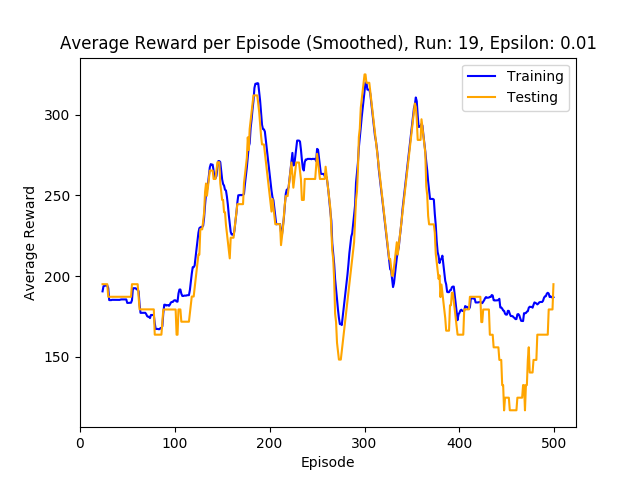 Average Reward per Episode (Smoothed), Run: 19, Epsilon: 0.01
Training
Testing
Average Reward
300
250
200
150
0
100
200
300
400
500
Episode